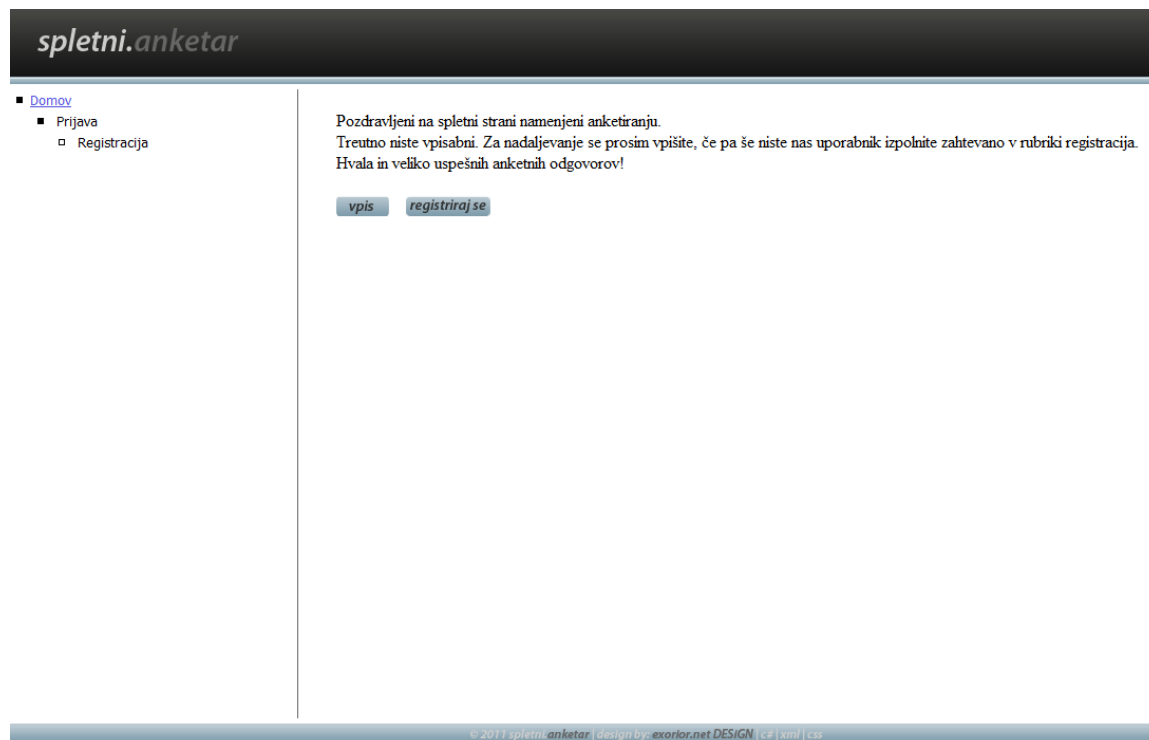 spletni.anketar
Domov
Prijava
Registracija
Pozdravljeni na spletni strani namenjeni anketiranju.
Treutno niste vpisabni. Za nadaljevanje se prosim vpišite, če pa še niste nas uporabnik izpolnite zahtevano v rubriki registracija.
Hvala in veliko uspešnih anketnih odgovorov!
vpis registriraj se
© 2011 spletni.anketar | design by: exorior.net DESIGN | c# | xml | css